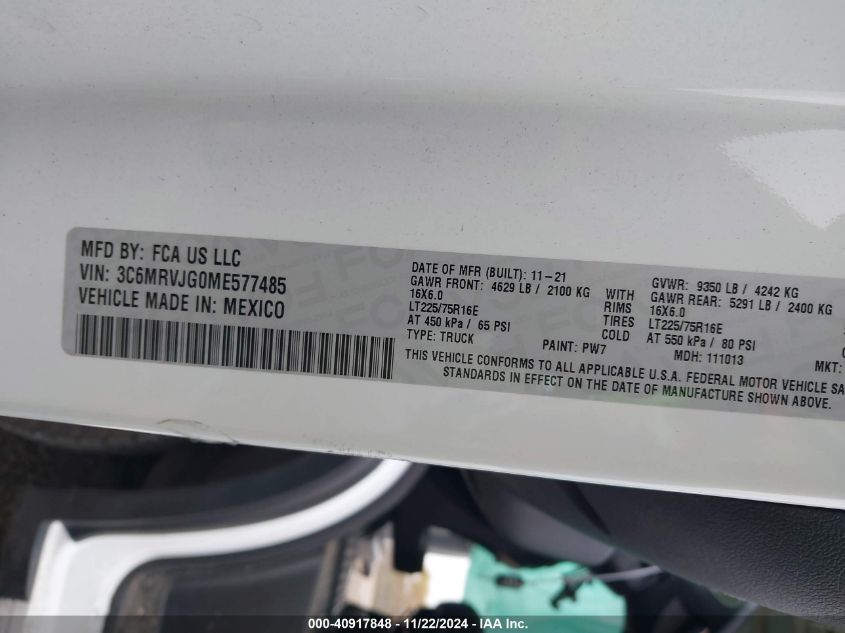 MFD BY: FCA US LLC
VIN: 3C6MRVJG0ME577485
VEHICLE MADE IN: MEXICO
DATE OF MFR (BUILT): 11-21
GAWR FRONT: 4629 LB / 2100 KG
16X6.0
LT225/75R16E
AT 450 kPa / 65 PSI
TYPE: TRUCK
WITH
RIMS
TIRES
COLD
PAINT: PW7
GVWR: 9350 LB / 4242 KG
GAWR REAR: 5291 LB / 2400 KG
16X6.0
LT225/75R16E
AT 550 kPa / 80 PSI
MDH: 111013
MKT:
THIS VEHICLE CONFORMS TO ALL APPLICABLE U.S.A. FEDERAL MOTOR VEHICLE SA
STANDARDS IN EFFECT ON THE DATE OF MANUFACTURE SHOWN ABOVE.
000-40917848 - 11/22/2024 - IAA Inc.